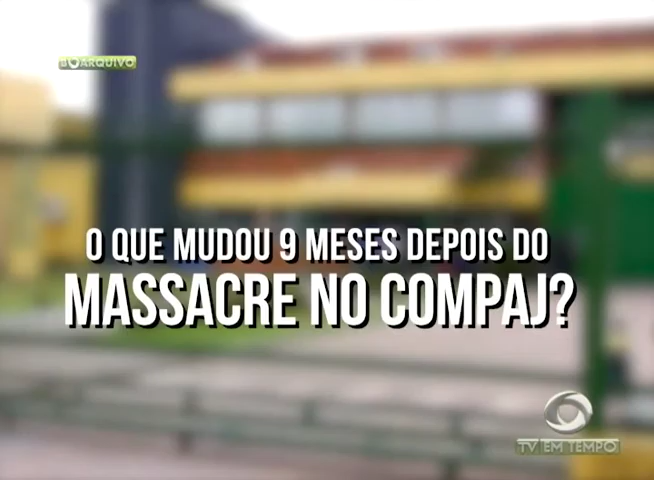 ARQUIVO
O QUE MUDOU 9 MESES DEPOIS DO
MASSACRE NO COMPAJ?
TV EM TEMPO